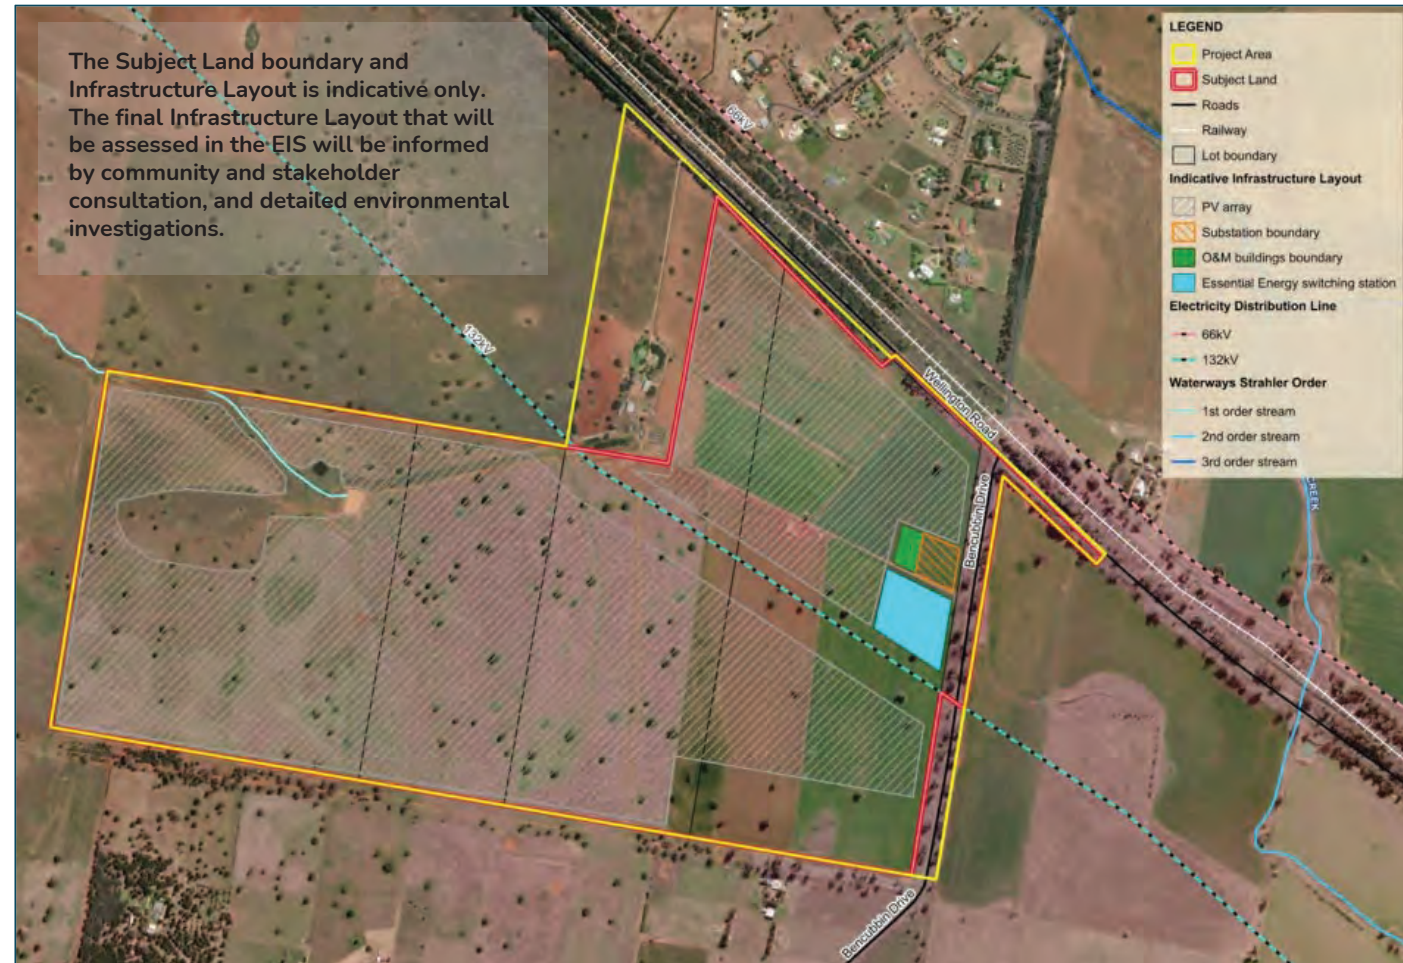 The Subject Land boundary and
Infrastructure Layout is indicative only.
The final Infrastructure Layout that will
be assessed in the EIS will be informed
by community and stakeholder
consultation, and detailed environmental
investigations.
LEGEND
Project Area
Subject Land
Roads
Railway
Lot boundary
Indicative Infrastructure Layout
PV array
Substation boundary
O&M buildings boundary
Essential Energy switching station
Electricity Distribution Line
66kV
132kV
Waterways Strahler Order
1st order stream
2nd order stream
3rd order stream
66kV
132kV
Wellington Road
Bencubbin Drive
CREEK
Bencubbin Drive